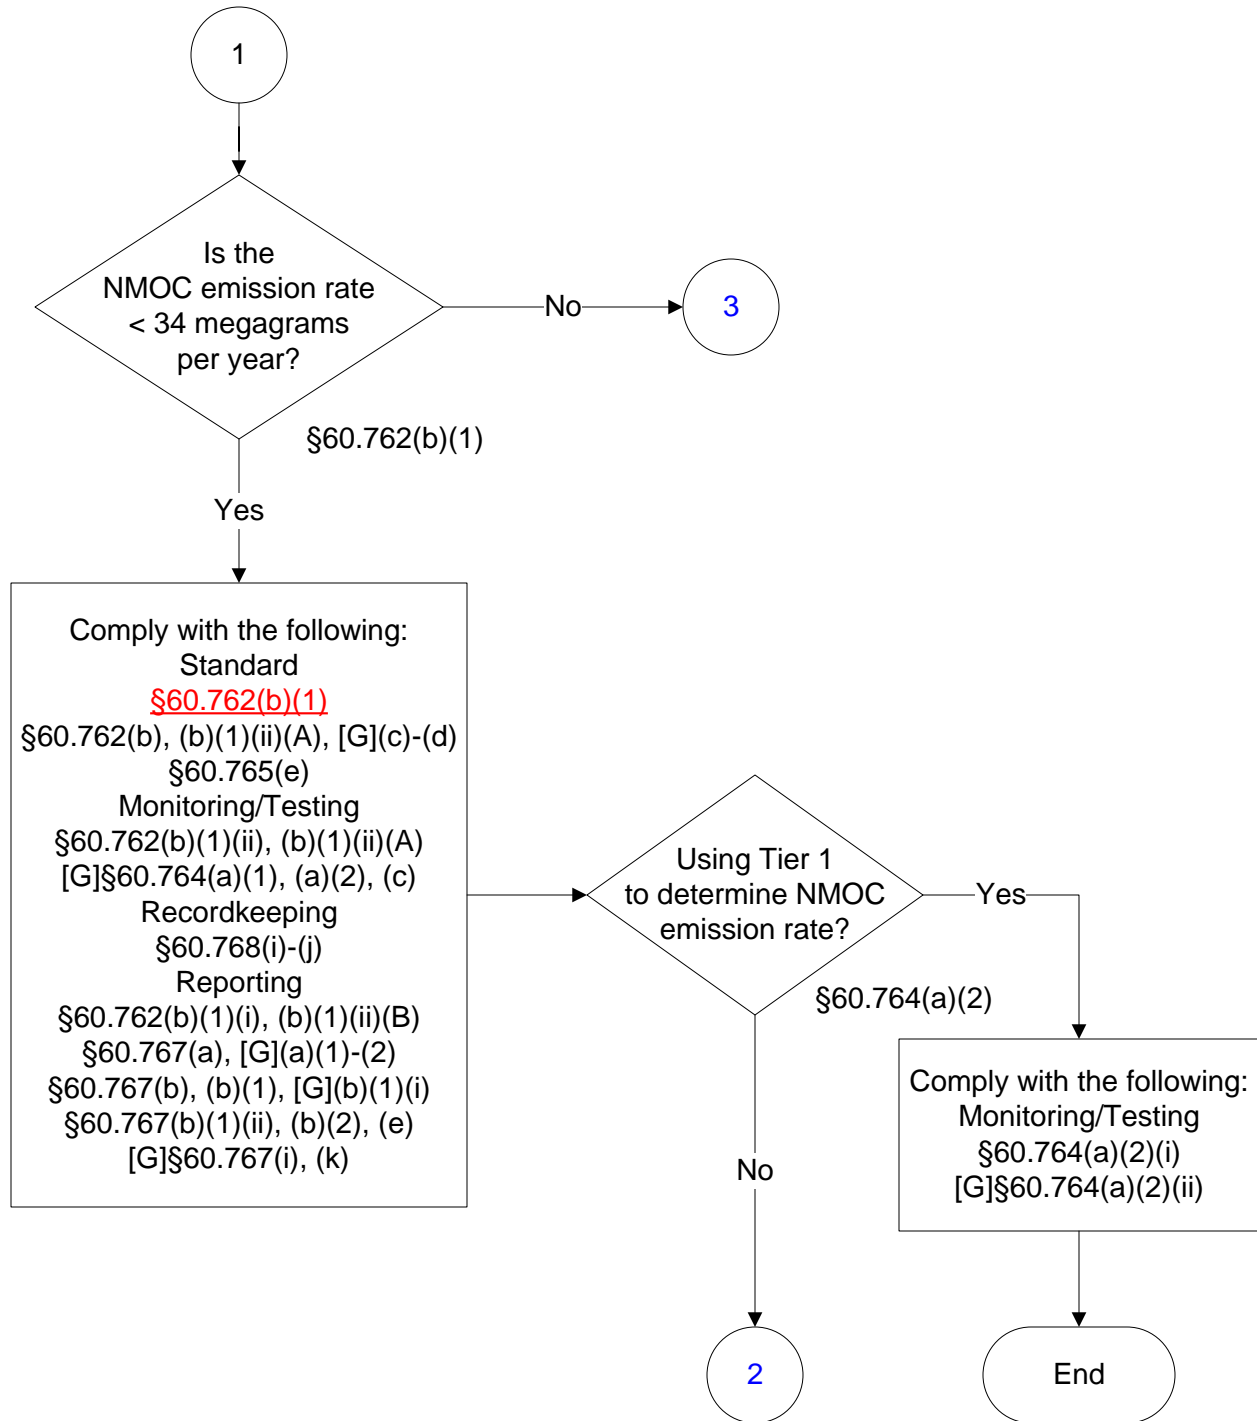 1
Is the
NMOC emission rate
< 34 megagrams
per year?
No
3
§60.762(b)(1)
Yes
Comply with the following:
Standard
§60.762(b)(1)
§60.762(b), (b)(1)(ii)(A), [G](c)-(d)
§60.765(e)
Monitoring/Testing
§60.762(b)(1)(ii), (b)(1)(ii)(A)
[G]§60.764(a)(1), (a)(2), (c)
Recordkeeping
§60.768(i)-(j)
Reporting
§60.762(b)(1)(i), (b)(1)(ii)(B)
§60.767(a), [G](a)(1)-(2)
§60.767(b), (b)(1), [G](b)(1)(i)
§60.767(b)(1)(ii), (b)(2), (e)
[G]§60.767(i), (k)
Using Tier 1
to determine NMOC
emission rate?
Yes
§60.764(a)(2)
Comply with the following:
Monitoring/Testing
§60.764(a)(2)(i)
[G]§60.764(a)(2)(ii)
No
2
End